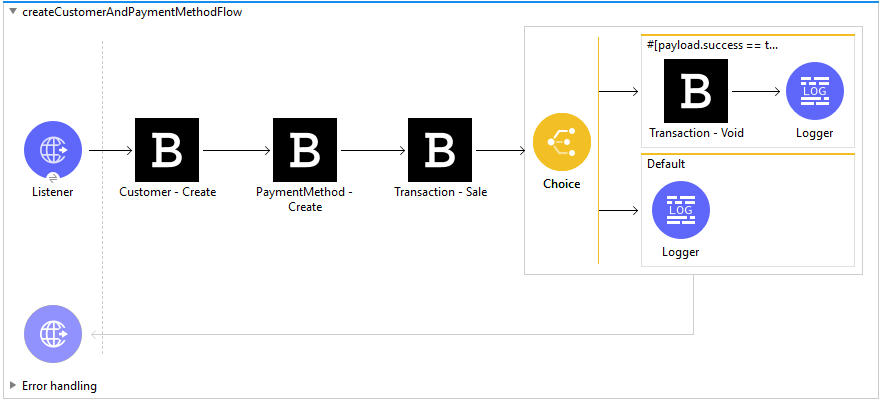 createCustomerAndPaymentMethodFlow
#[payload.success == t...
B
B
B
B
LOG
Transaction - Void
Logger
Listener
Customer - Create
PaymentMethod -
Create
Transaction - Sale
Choice
Default
LOG
Logger
Error handling